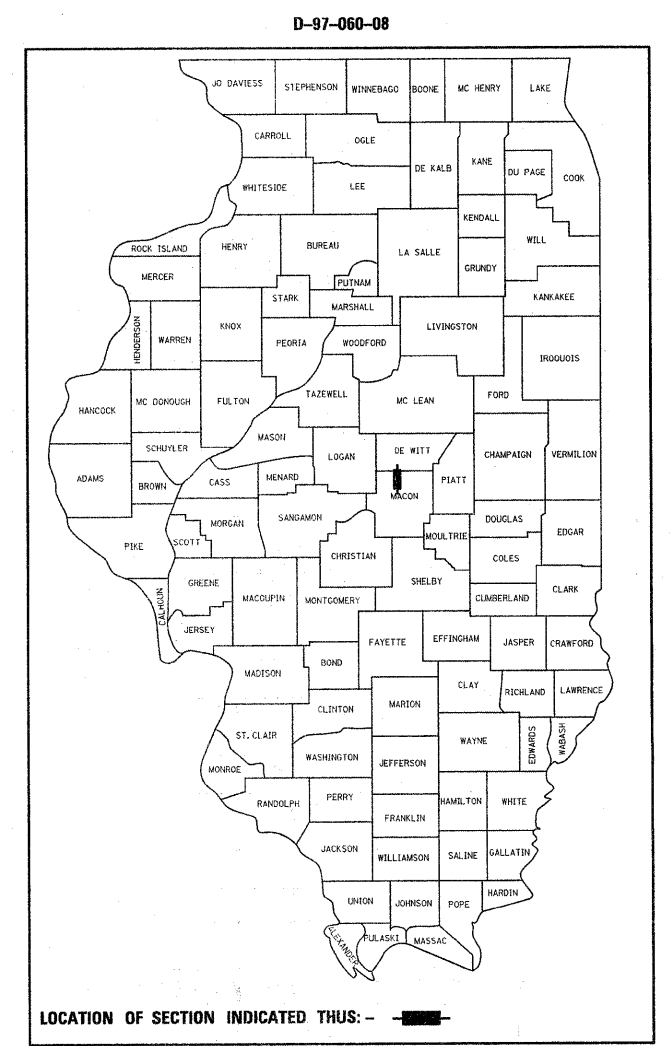 D-97-060-08
JO DAVIESS
STEPHENSON
WINNEBAGO
BOONE
MC HENRY
LAKE
CARROLL
OGLE
DE KALB
KANE
DU PAGE
COOK
WHITESIDE
LEE
KENDALL
WILL
ROCK ISLAND
HENRY
BUREAU
LA SALLE
GRUNDY
MERCER
PUTNAM
STARK
MARSHALL
KANKAKEE
HENDERSON
WARREN
KNOX
PEORIA
WOODFORD
LIVINGSTON
IROQUOIS
HANCOCK
MC DONOUGH
FULTON
TAZEWELL
MC LEAN
FORD
MASON
SCHUYLER
LOGAN
DE WITT
CHAMPAIGN
VERMILION
ADAMS
BROWN
CASS
MENARD
MACON
PIATT
PIKE
SCOTT
MORGAN
SANGAMON
CHRISTIAN
MOULTRIE
DOUGLAS
EDGAR
COLES
SHELBY
CALHOUN
GREENE
MACOUPIN
MONTGOMERY
CUMBERLAND
CLARK
JERSEY
FAYETTE
EFFINGHAM
JASPER
CRAWFORD
MADISON
BOND
CLAY
RICHLAND
LAWRENCE
CLINTON
MARION
ST. CLAIR
WAYNE
EDWARDS
WABASH
MONROE
WASHINGTON
JEFFERSON
RANDOLPH
PERRY
FRANKLIN
HAMILTON
WHITE
JACKSON
WILLIAMSON
SALINE
GALLATIN
UNION
JOHNSON
POPE
HARDIN
ALEXANDER
PULASKI
MASSAC
LOCATION OF SECTION INDICATED THUS: -